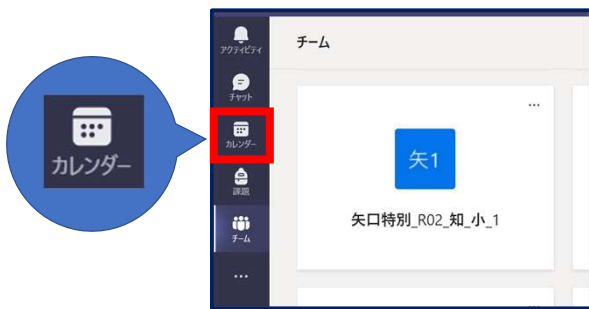 カレンダー
アクティビティ
チャット
カレンダー
課題
チーム
...
チーム
...
矢1
矢口特別_R02_知_小_1